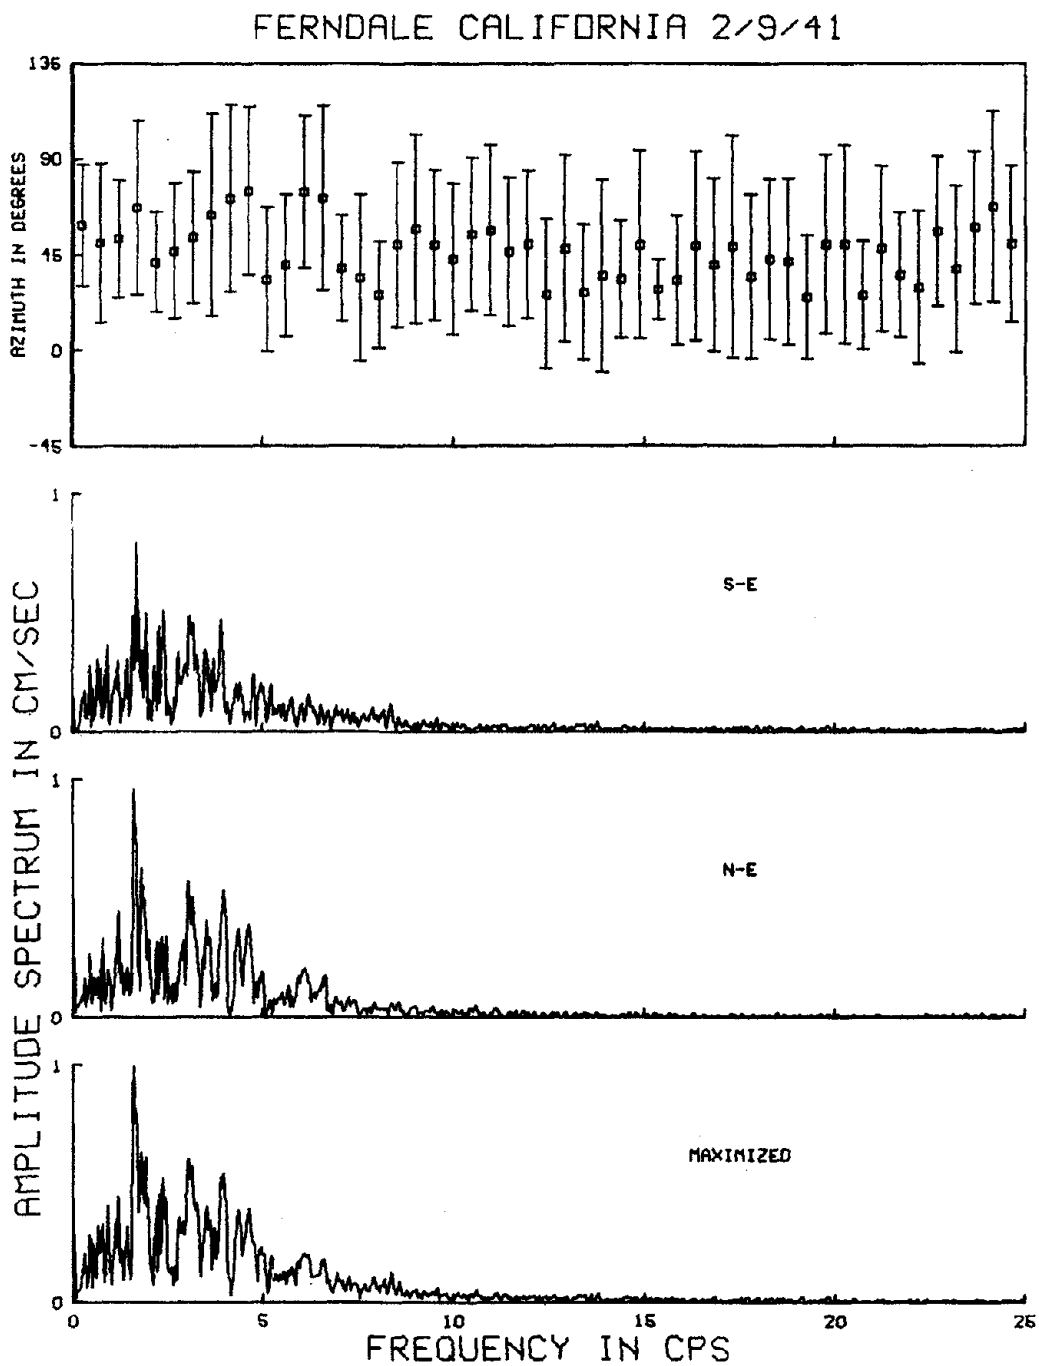 FERNDALE CALIFORNIA 2/9/41
136
90
45
0
-45
AZIMUTH IN DEGREES
1
S-E
0
1
N-E
0
1
MAXIMIZED
0
AMPLITUDE SPECTRUM IN CM/SEC
0 5 10 15 20 25
FREQUENCY IN CPS